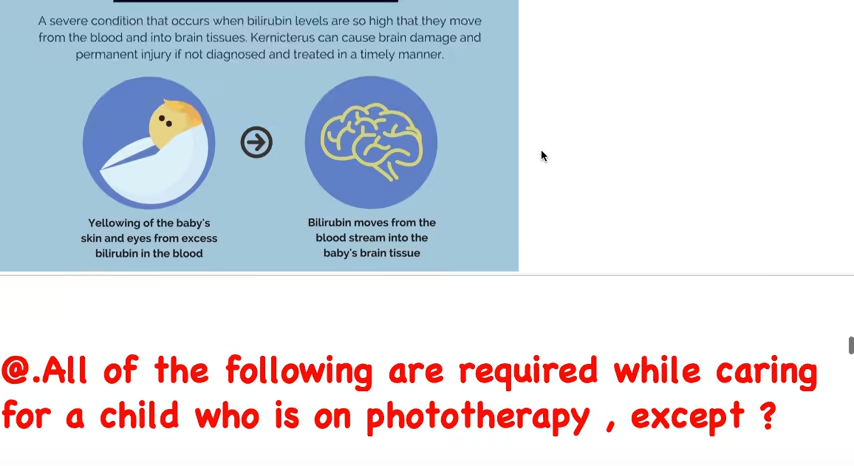 A severe condition that occurs when bilirubin levels are so high that they move
from the blood and into brain tissues. Kernicterus can cause brain damage and
permanent injury if not diagnosed and treated in a timely manner.
Yellowing of the baby's
skin and eyes from excess
bilirubin in the blood
Bilirubin moves from the
blood stream into the
baby's brain tissue
@.All of the following are required while caring
for a child who is on phototherapy , except ?